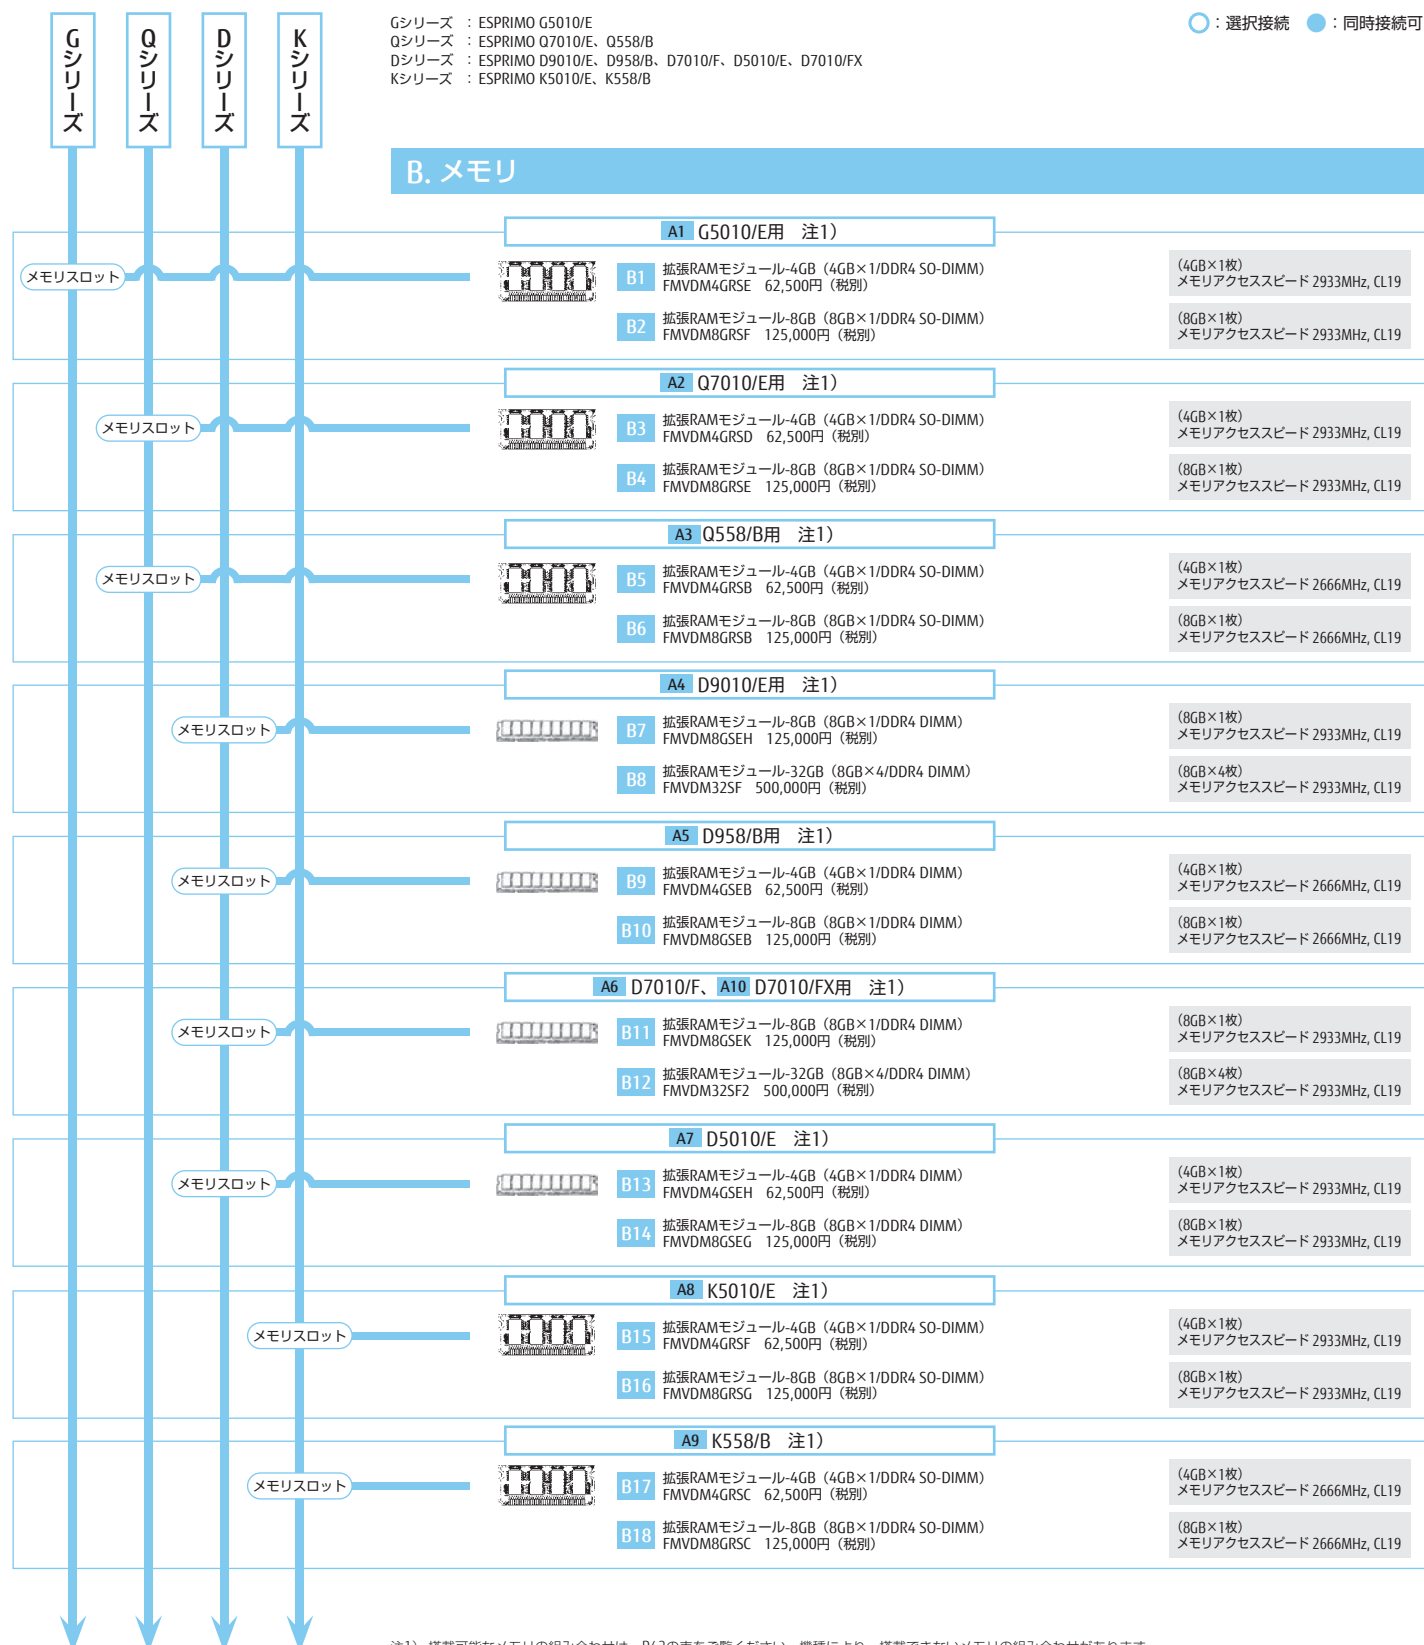 Gシリーズ
Qシリーズ
Dシリーズ
Kシリーズ
Gシリーズ ：ESPRIMO G5010/E
Qシリーズ ：ESPRIMO Q7010/E、Q558/B
Dシリーズ ：ESPRIMO D9010/E、D958/B、D7010/F、D5010/E、D7010/FX
Kシリーズ ：ESPRIMO K5010/E、K558/B
：選択接続 ：同時接続可
B. メモリ
A1 G5010/E用 注1）
メモリスロット
B1 拡張RAMモジュール-4GB（4GB×1/DDR4 SO-DIMM）
FMVDM4GRSE 62,500円（税別）
（4GB×1枚）
メモリアクセススピード 2933MHz, CL19
B2 拡張RAMモジュール-8GB（8GB×1/DDR4 SO-DIMM）
FMVDM8GRSF 125,000円（税別）
（8GB×1枚）
メモリアクセススピード 2933MHz, CL19
A2 Q7010/E用 注1）
メモリスロット
B3 拡張RAMモジュール-4GB（4GB×1/DDR4 SO-DIMM）
FMVDM4GRSD 62,500円（税別）
（4GB×1枚）
メモリアクセススピード 2933MHz, CL19
B4 拡張RAMモジュール-8GB（8GB×1/DDR4 SO-DIMM）
FMVDM8GRSE 125,000円（税別）
（8GB×1枚）
メモリアクセススピード 2933MHz, CL19
A3 Q558/B用 注1）
メモリスロット
B5 拡張RAMモジュール-4GB（4GB×1/DDR4 SO-DIMM）
FMVDM4GRSB 62,500円（税別）
（4GB×1枚）
メモリアクセススピード 2666MHz, CL19
B6 拡張RAMモジュール-8GB（8GB×1/DDR4 SO-DIMM）
FMVDM8GRSB 125,000円（税別）
（8GB×1枚）
メモリアクセススピード 2666MHz, CL19
A4 D9010/E用 注1）
メモリスロット
B7 拡張RAMモジュール-8GB（8GB×1/DDR4 DIMM）
FMVDM8GSEH 125,000円（税別）
（8GB×1枚）
メモリアクセススピード 2933MHz, CL19
B8 拡張RAMモジュール-32GB（8GB×4/DDR4 DIMM）
FMVDM32SF 500,000円（税別）
（8GB×4枚）
メモリアクセススピード 2933MHz, CL19
A5 D958/B用 注1）
メモリスロット
B9 拡張RAMモジュール-4GB（4GB×1/DDR4 DIMM）
FMVDM4GSEB 62,500円（税別）
（4GB×1枚）
メモリアクセススピード 2666MHz, CL19
B10 拡張RAMモジュール-8GB（8GB×1/DDR4 DIMM）
FMVDM8GSEB 125,000円（税別）
（8GB×1枚）
メモリアクセススピード 2666MHz, CL19
A6 D7010/F、A10 D7010/FX用 注1）
メモリスロット
B11 拡張RAMモジュール-8GB（8GB×1/DDR4 DIMM）
FMVDM8GSEK 125,000円（税別）
（8GB×1枚）
メモリアクセススピード 2933MHz, CL19
B12 拡張RAMモジュール-32GB（8GB×4/DDR4 DIMM）
FMVDM32SF2 500,000円（税別）
（8GB×4枚）
メモリアクセススピード 2933MHz, CL19
A7 D5010/E 注1）
メモリスロット
B13 拡張RAMモジュール-4GB（4GB×1/DDR4 DIMM）
FMVDM4GSEH 62,500円（税別）
（4GB×1枚）
メモリアクセススピード 2933MHz, CL19
B14 拡張RAMモジュール-8GB（8GB×1/DDR4 DIMM）
FMVDM8GSEG 125,000円（税別）
（8GB×1枚）
メモリアクセススピード 2933MHz, CL19
A8 K5010/E 注1）
メモリスロット
B15 拡張RAMモジュール-4GB（4GB×1/DDR4 SO-DIMM）
FMVDM4GRSF 62,500円（税別）
（4GB×1枚）
メモリアクセススピード 2933MHz, CL19
B16 拡張RAMモジュール-8GB（8GB×1/DDR4 SO-DIMM）
FMVDM8GRSG 125,000円（税別）
（8GB×1枚）
メモリアクセススピード 2933MHz, CL19
A9 K558/B 注1）
メモリスロット
B17 拡張RAMモジュール-4GB（4GB×1/DDR4 SO-DIMM）
FMVDM4GRSC 62,500円（税別）
（4GB×1枚）
メモリアクセススピード 2666MHz, CL19
B18 拡張RAMモジュール-8GB（8GB×1/DDR4 SO-DIMM）
FMVDM8GRSC 125,000円（税別）
（8GB×1枚）
メモリアクセススピード 2666MHz, CL19